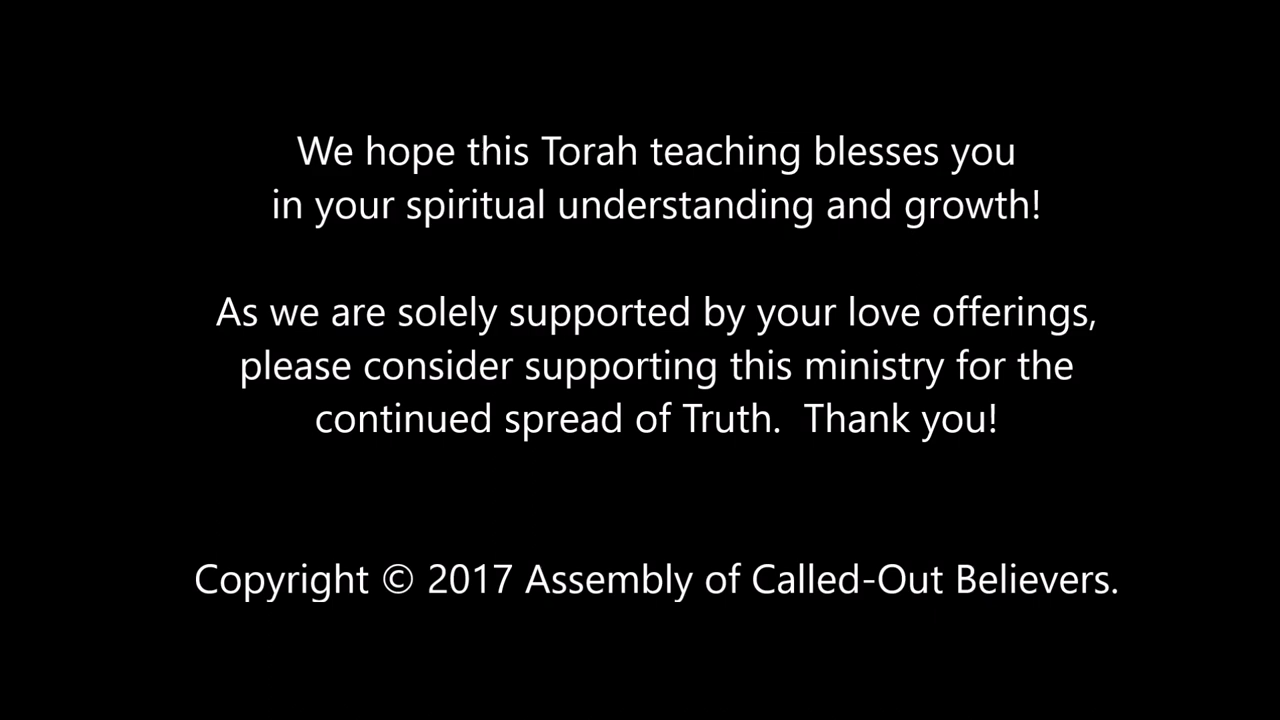 We hope this Torah teaching blesses you
in your spiritual understanding and growth!
As we are solely supported by your love offerings,
please consider supporting this ministry for the
continued spread of Truth.  Thank you!
Copyright © 2017 Assembly of Called-Out Believers.